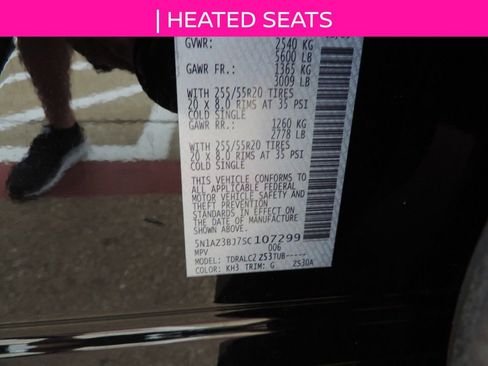 | HEATED SEATS
GVWR: 2540 KG
5600 LB
GAWR FR.: 1365 KG
3009 LB
WITH 255/55R20 TIRES
20 x 8.0 RIMS AT 35 PSI
COLD SINGLE
GAWR RR.: 1260 KG
2778 LB
WITH 255/55R20 TIRES
20 x 8.0 RIMS AT 35 PSI
COLD SINGLE
THIS VEHICLE CONFORMS TO
ALL APPLICABLE FEDERAL
MOTOR VEHICLE SAFETY AND
THEFT PREVENTION
STANDARDS IN EFFECT ON
THE DATE OF MANUFACTURE
SHOWN ABOVE.
5N1AZ3BJ7SC107299
MPV 006
MODEL: TDRALC2 ZS3TUB-----
COLOR: KH3 TRIM: G ZS30A